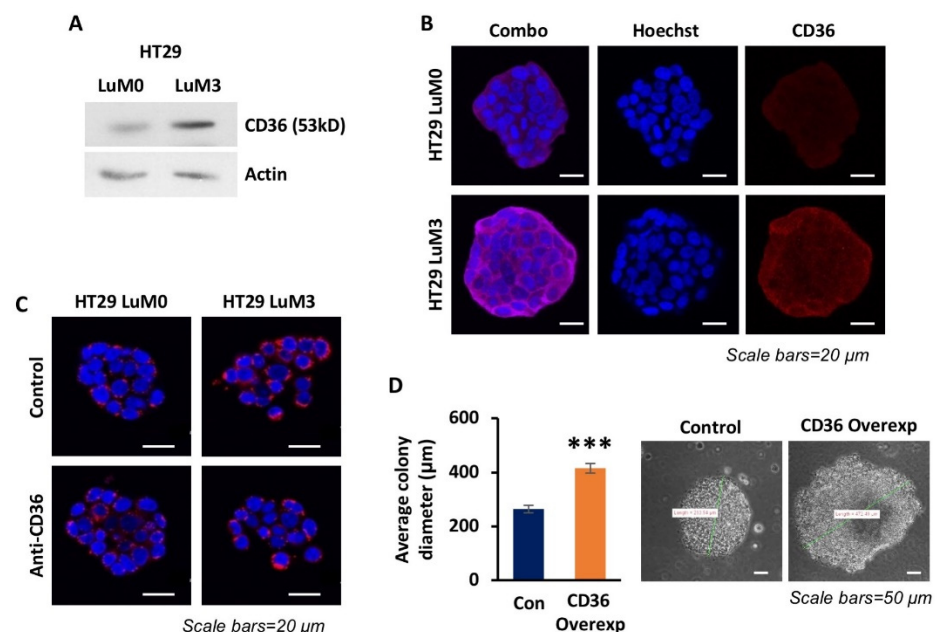 A
HT29
LuM0 LuM3
CD36 (53kD)
Actin
B
Combo Hoechst CD36
HT29 LuM0
HT29 LuM3
Scale bars=20 µm
C
HT29 LuM0 HT29 LuM3
Control
Anti-CD36
Scale bars=20 µm
D
Average colony
diameter (µm)
600
400
200
0
***
Con CD36
Overexp
Control CD36 Overexp
Scale bars=50 µm